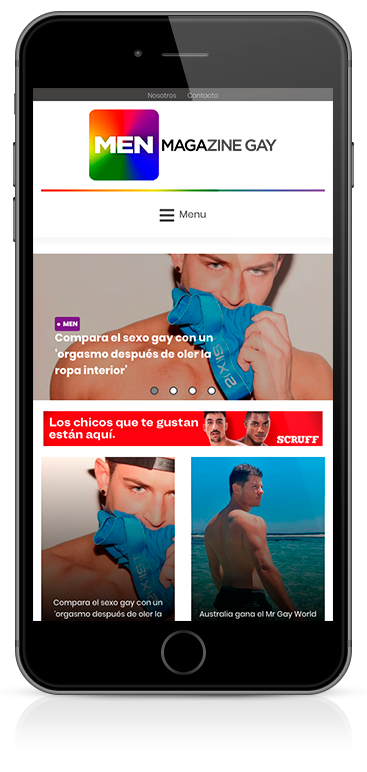 Nosotros Contacto
MEN MAGAZINE GAY
Menu
MEN
Compara el sexo gay con un
'orgasmo después de oler la
ropa interior'
SIXIS
Los chicos que te gustan
están aquí.
SCRUFF
Compara el sexo gay con un
'orgasmo después de oler la
Australia gana el Mr Gay World